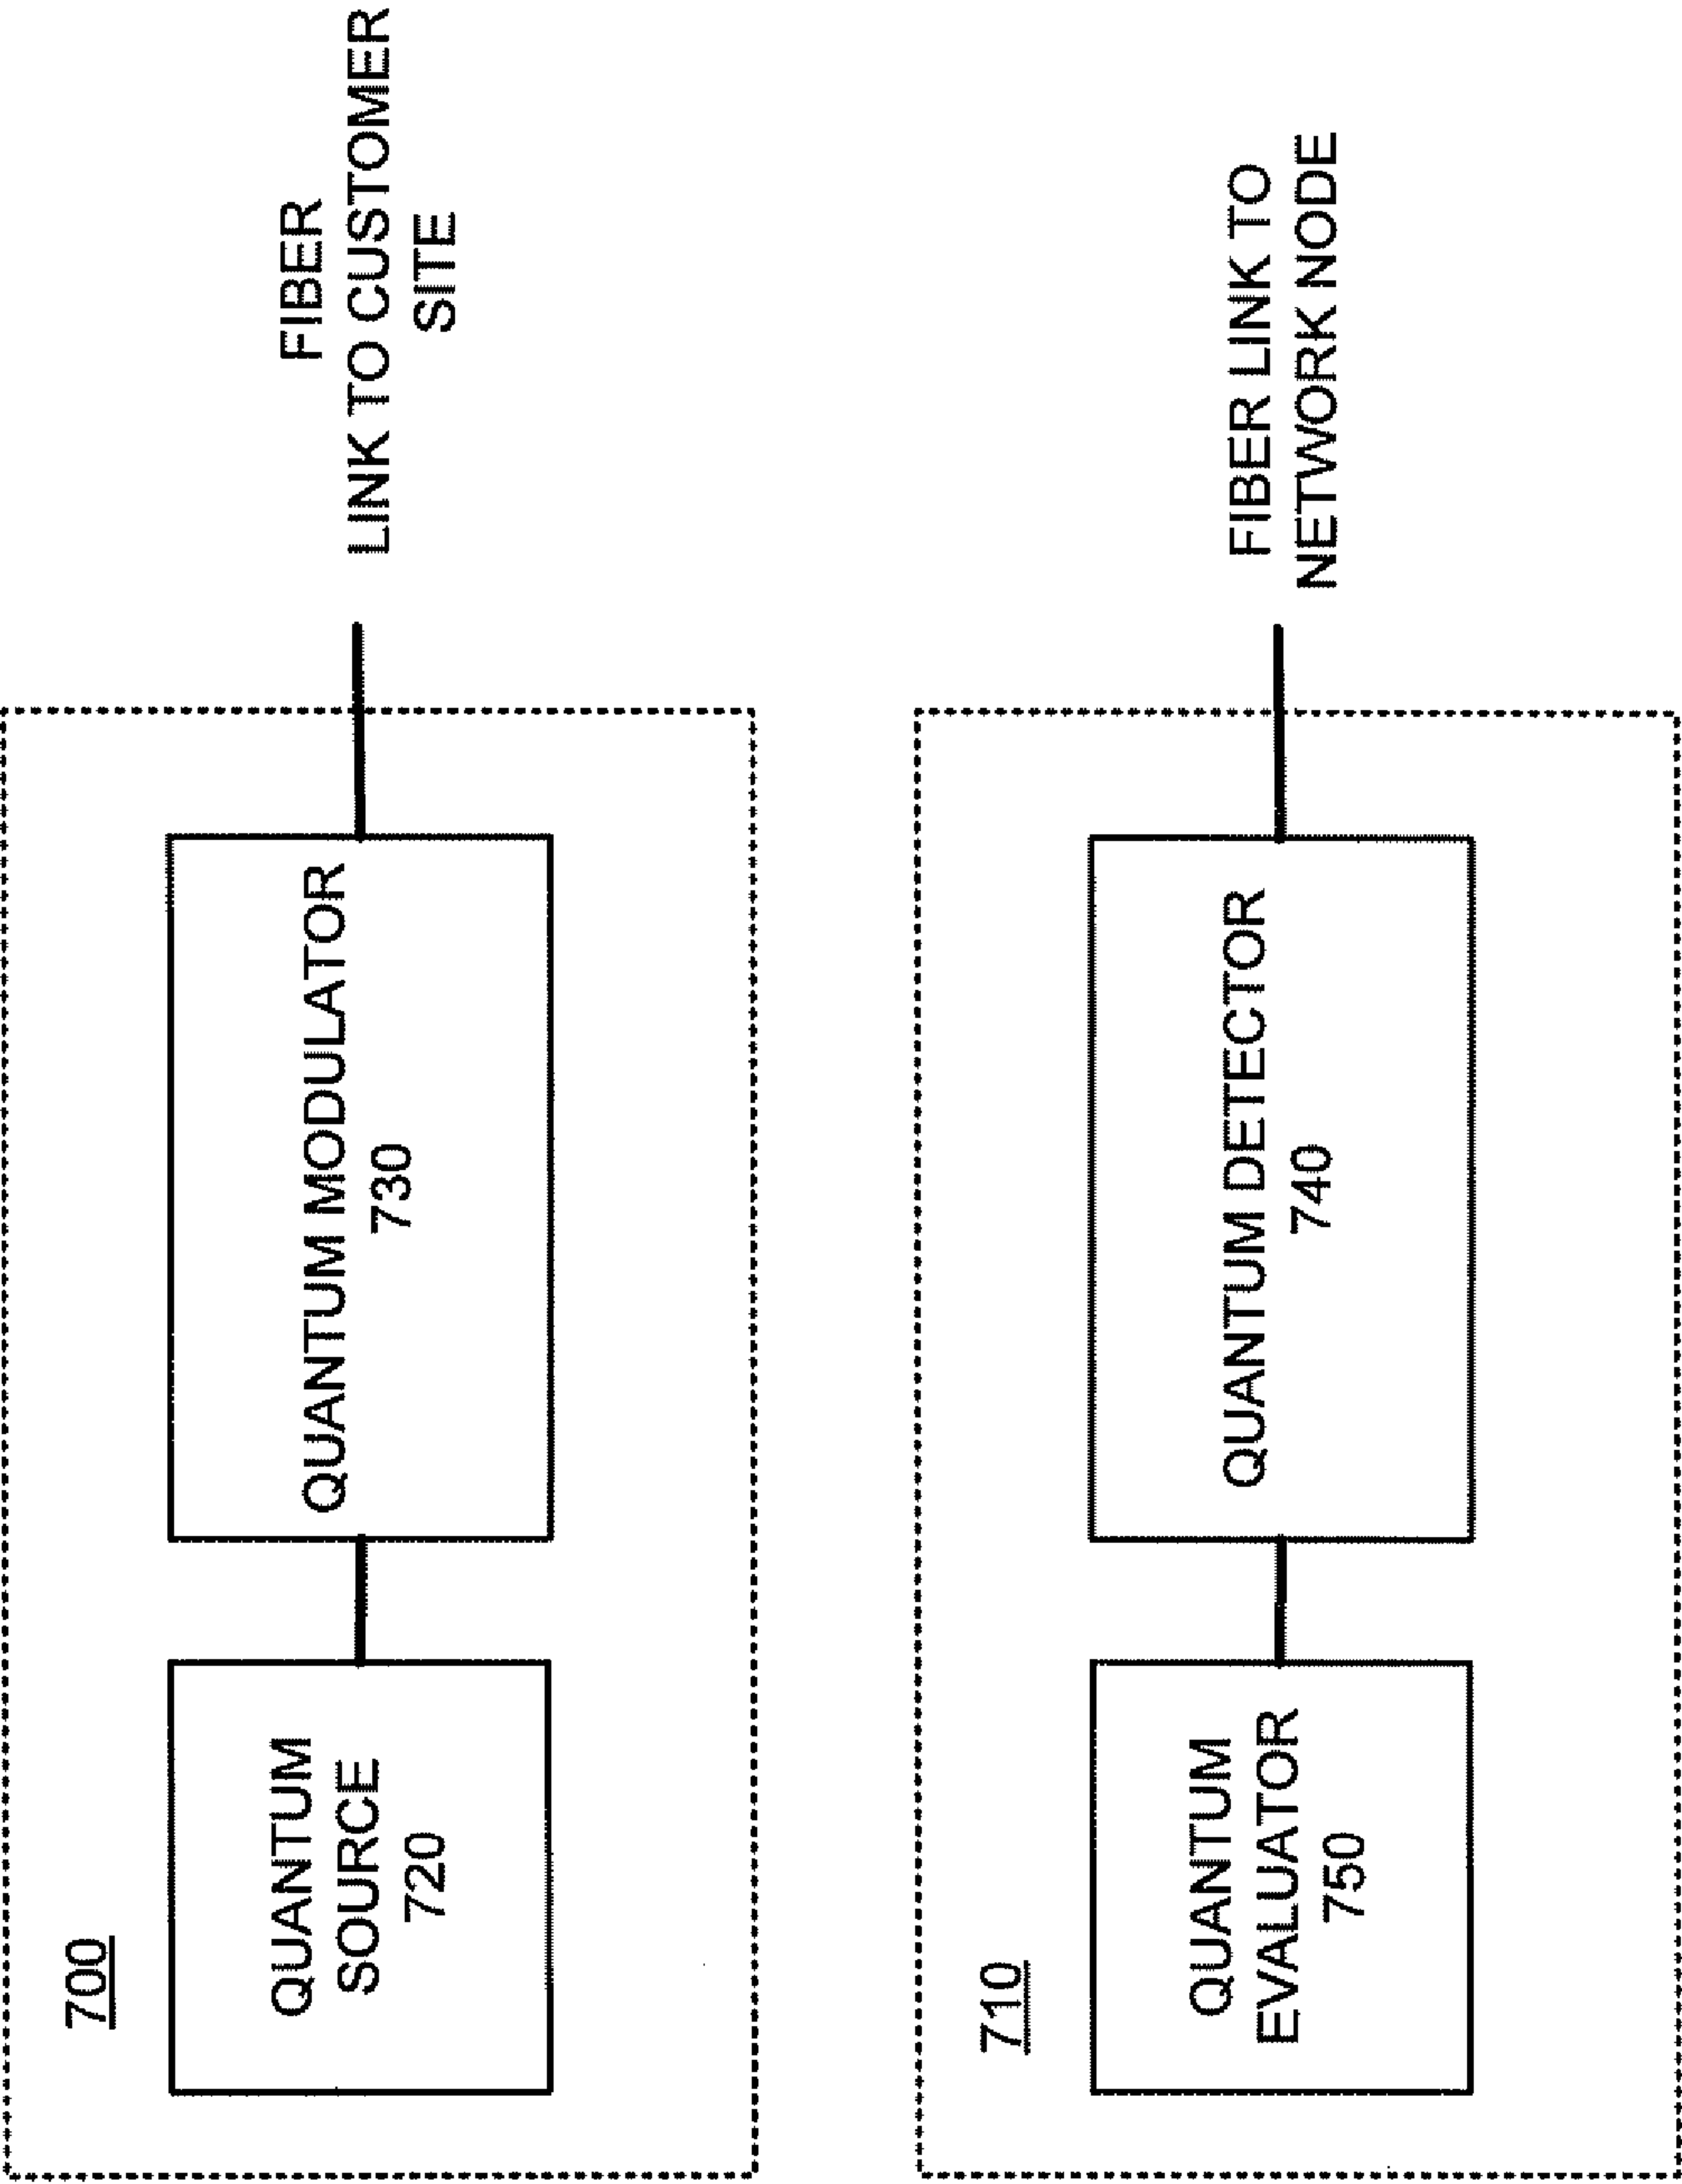 700
QUANTUM
SOURCE
720
QUANTUM MODULATOR
730
FIBER
LINK TO CUSTOMER
SITE
710
QUANTUM
EVALUATOR
750
QUANTUM DETECTOR
740
FIBER LINK TO
NETWORK NODE